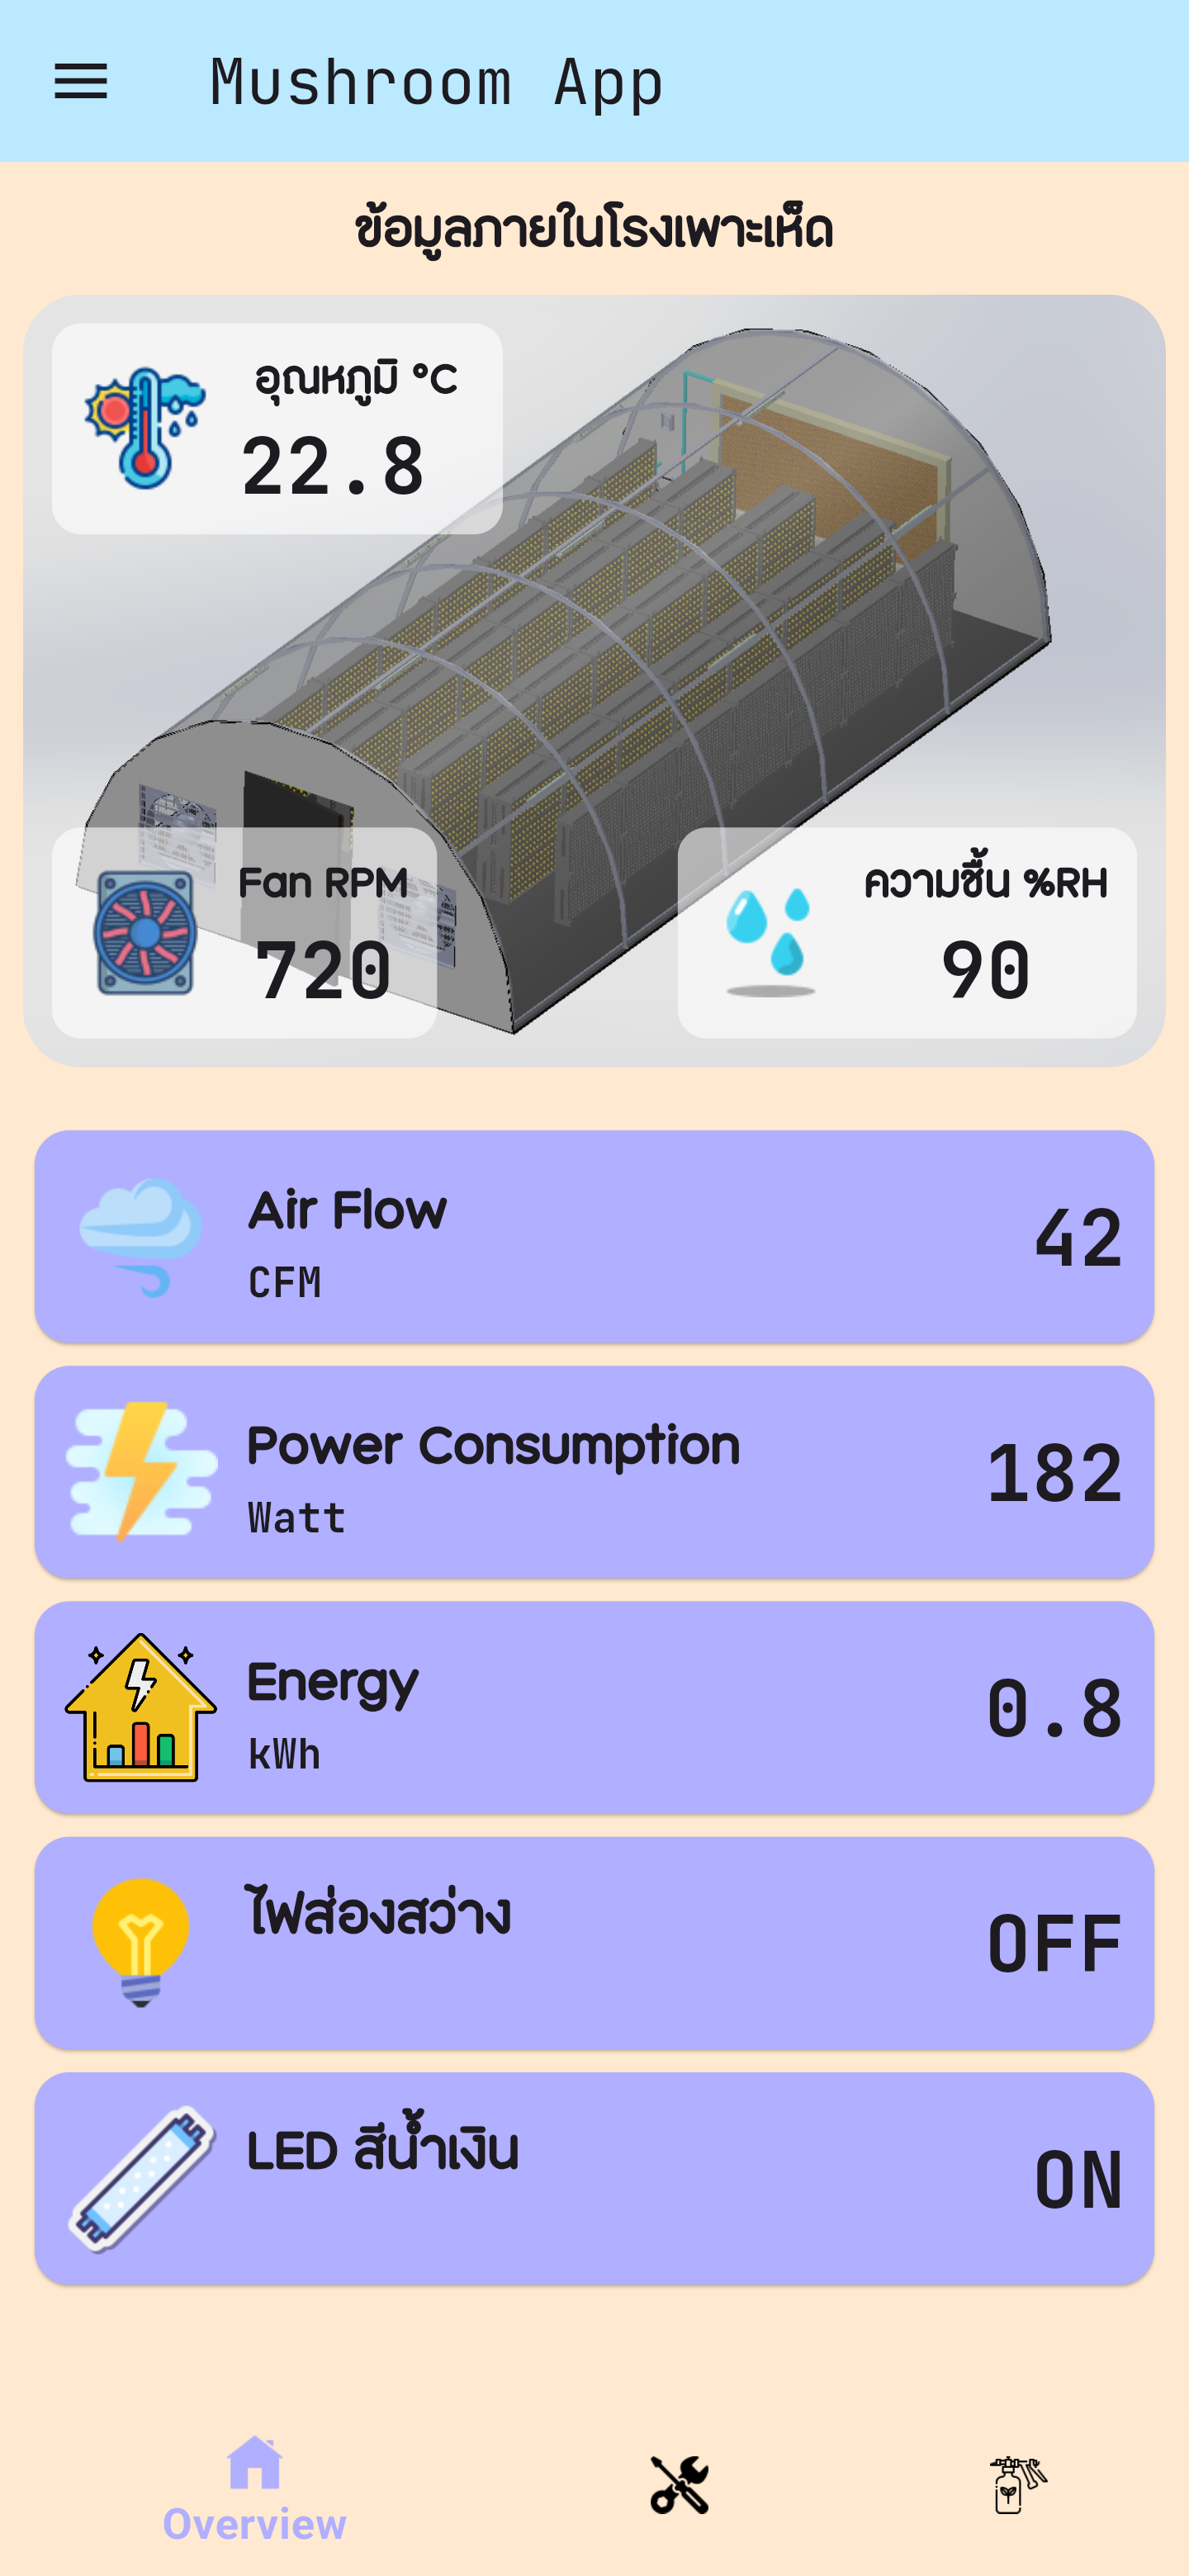 Mushroom App
ข้อมูลภายในโรงเพาะเห็ด
อุณหภูมิ °C
22.8
Fan RPM
720
ความชื้น %RH
90
Air Flow
CFM
42
Power Consumption
Watt
182
Energy
kWh
0.8
ไฟส่องสว่าง
OFF
LED สีน้ำเงิน
ON
Overview